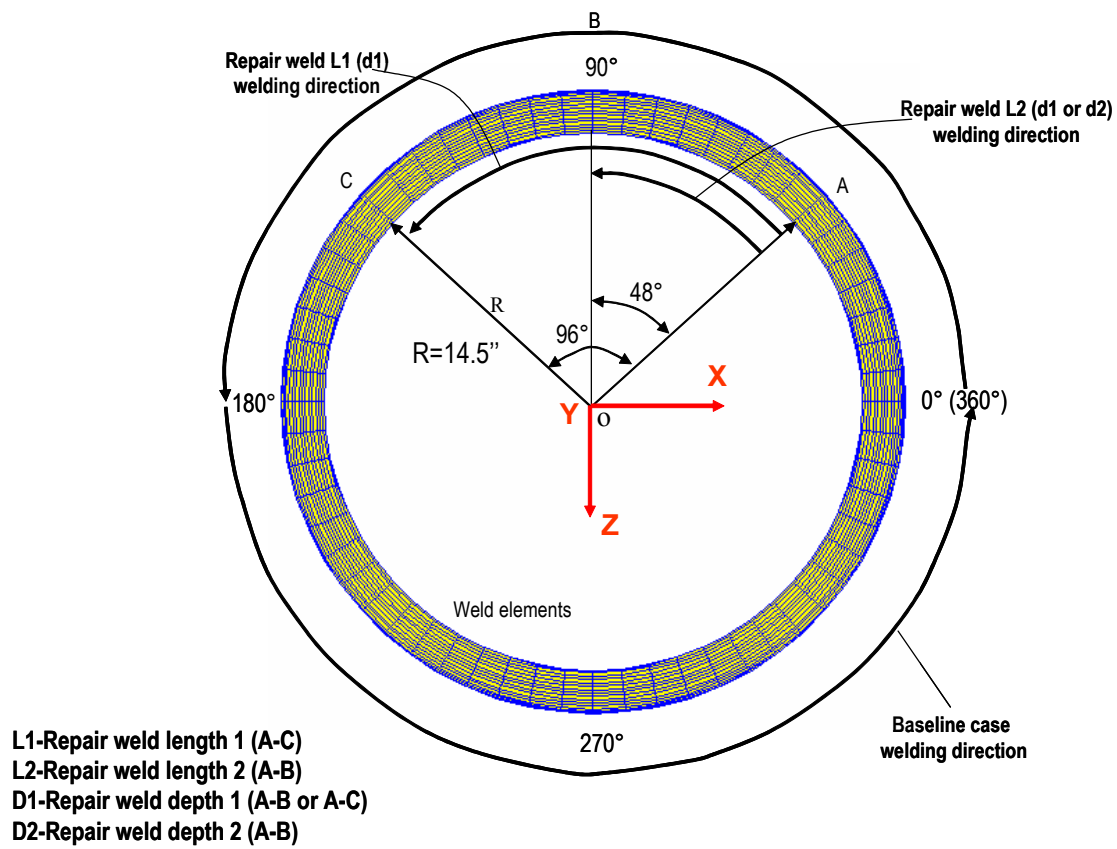 B
Repair weld L1 (d1)
welding direction
90°
Repair weld L2 (d1 or d2)
welding direction
C
A
48°
R
96°
R=14.5’’
X
180°
Y
o
0° (360°)
Z
Weld elements
Baseline case
welding direction
270°
L1-Repair weld length 1 (A-C)
L2-Repair weld length 2 (A-B)
D1-Repair weld depth 1 (A-B or A-C)
D2-Repair weld depth 2 (A-B)